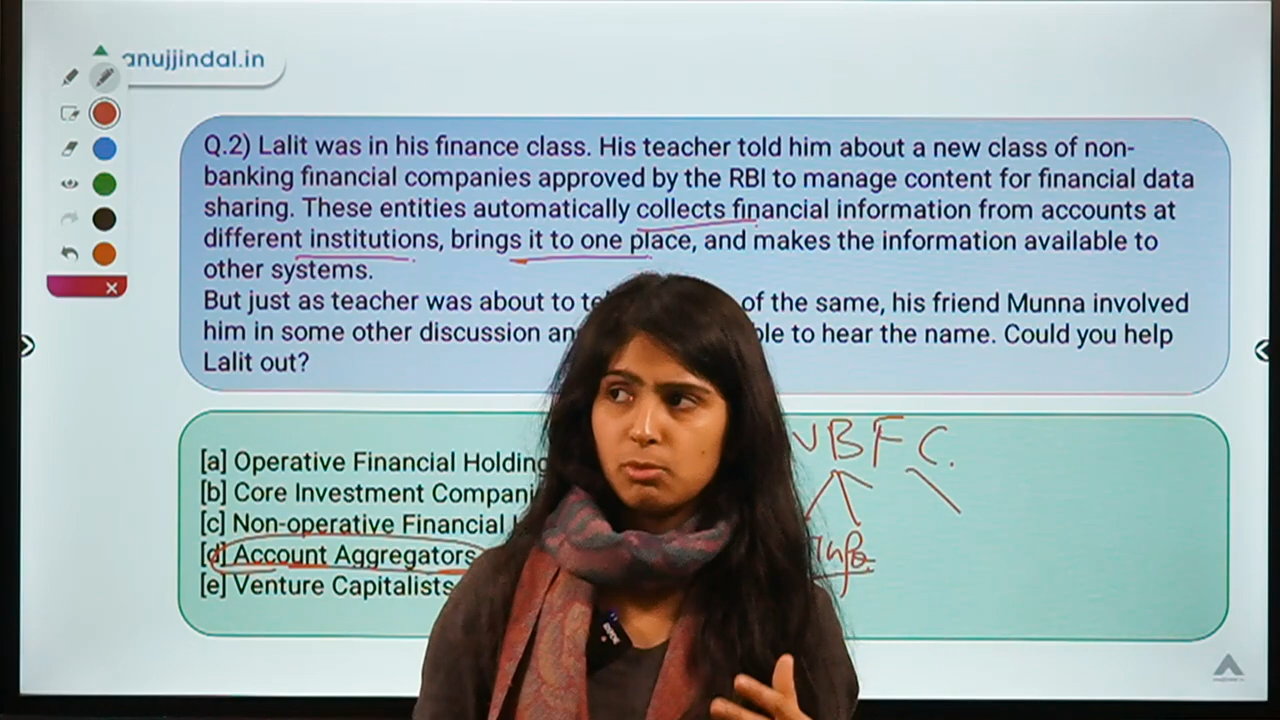 anujjindal.in
Q.2) Lalit was in his finance class. His teacher told him about a new class of non-
banking financial companies approved by the RBI to manage content for financial data
sharing. These entities automatically collects financial information from accounts at
different institutions, brings it to one place, and makes the information available to
other systems.
But just as teacher was about to of the same, his friend Munna involved
him in some other discussion to hear the name. Could you help
Lalit out?
[a] Operative Financial Holding
[b] Core Investment
[c] Non-operative Financial
[d] Account Aggregators
[e] Venture Capitalists
BFC.
Info